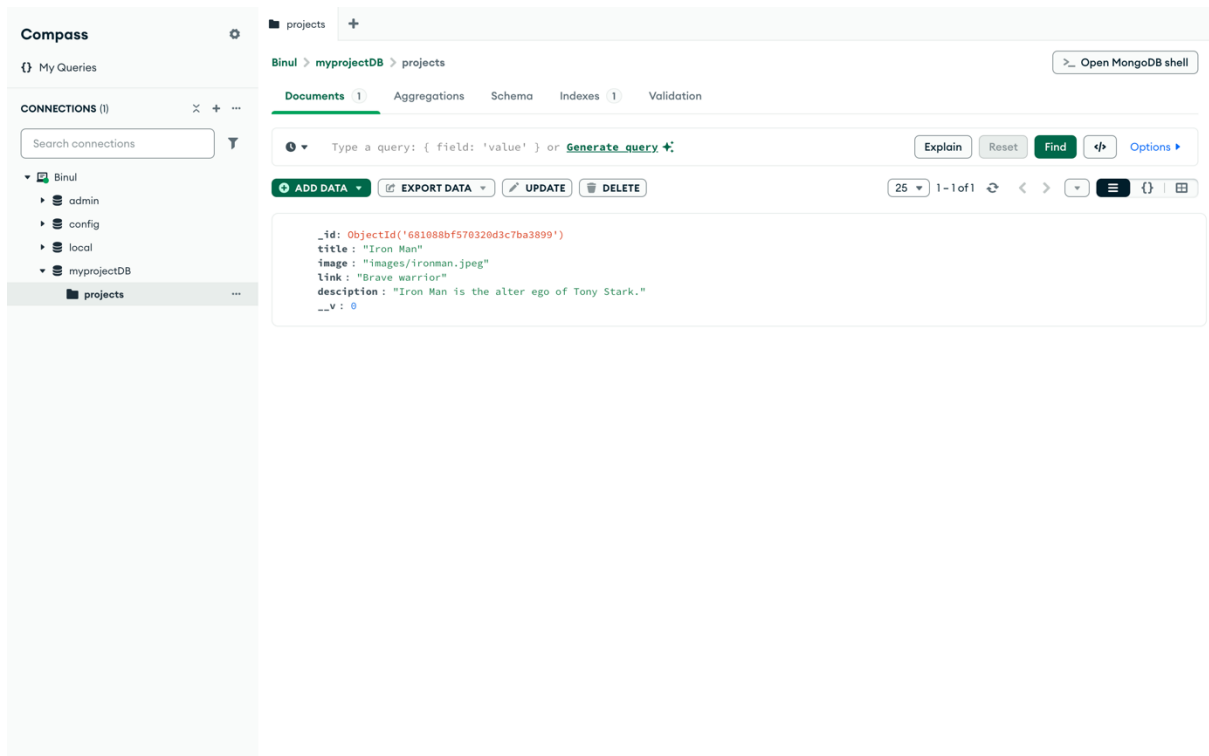 Compass
{} My Queries
CONNECTIONS (1)
Search connections
Binul
admin
config
local
myprojectDB
projects
projects
Binul > myprojectDB > projects
>_ Open MongoDB shell
Documents 1 Aggregations Schema Indexes 1 Validation
Type a query: { field: 'value' } or Generate query
Explain Reset Find </> Options
ADD DATA EXPORT DATA UPDATE DELETE
25 1 – 1 of 1 {}
_id: ObjectId('681088bf570320d3c7ba3899')
title : "Iron Man"
image : "images/ironman.jpeg"
link : "Brave warrior"
desciption : "Iron Man is the alter ego of Tony Stark."
__v : 0